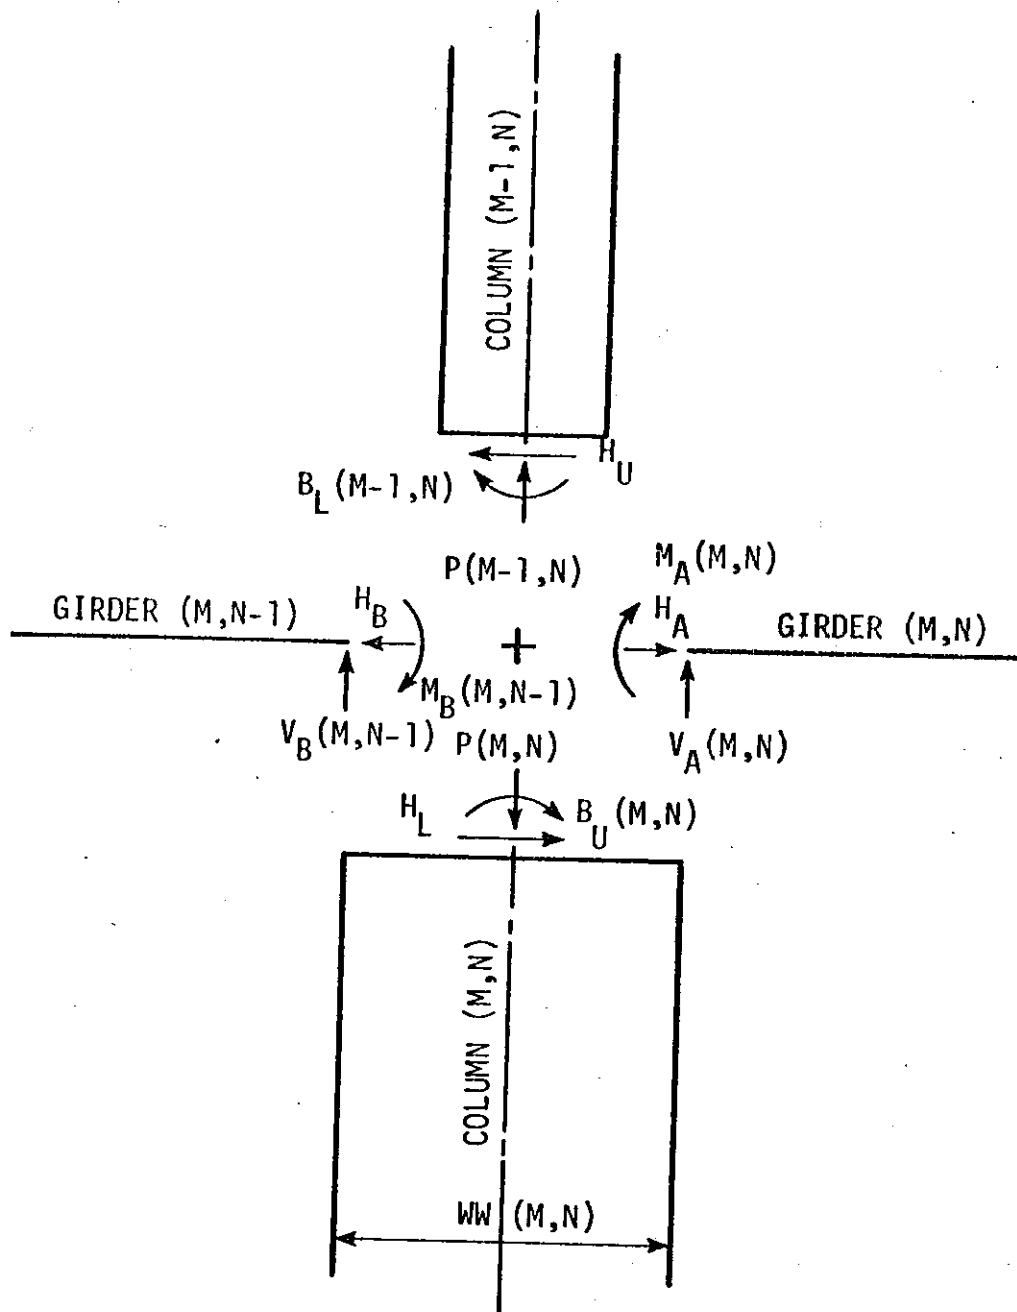 COLUMN (M-1,N)
H_U
B_L(M-1,N)
P(M-1,N)
M_A(M,N)
GIRDER (M,N-1)
H_B
H_A
GIRDER (M,N)
M_B(M,N-1)
V_B(M,N-1)
P(M,N)
V_A(M,N)
H_L
B_U(M,N)
COLUMN (M,N)
WW (M,N)